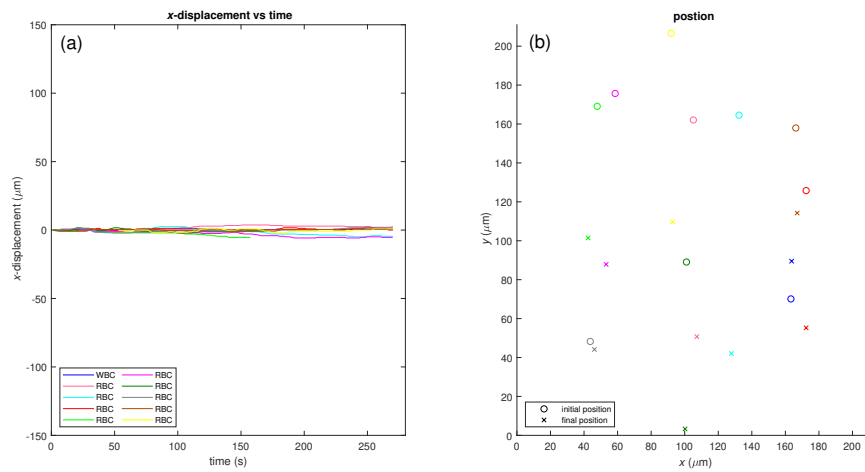 x-displacement vs time
(a)
150
100
50
0
-50
-100
-150
x-displacement (μm)
WBC RBC
RBC RBC
RBC RBC
RBC RBC
RBC RBC
0 50 100 150 200 250
time (s)
postion
(b)
200
180
160
140
120
100
80
60
40
20
0
y (μm)
initial position
final position
0 20 40 60 80 100 120 140 160 180 200
x (μm)